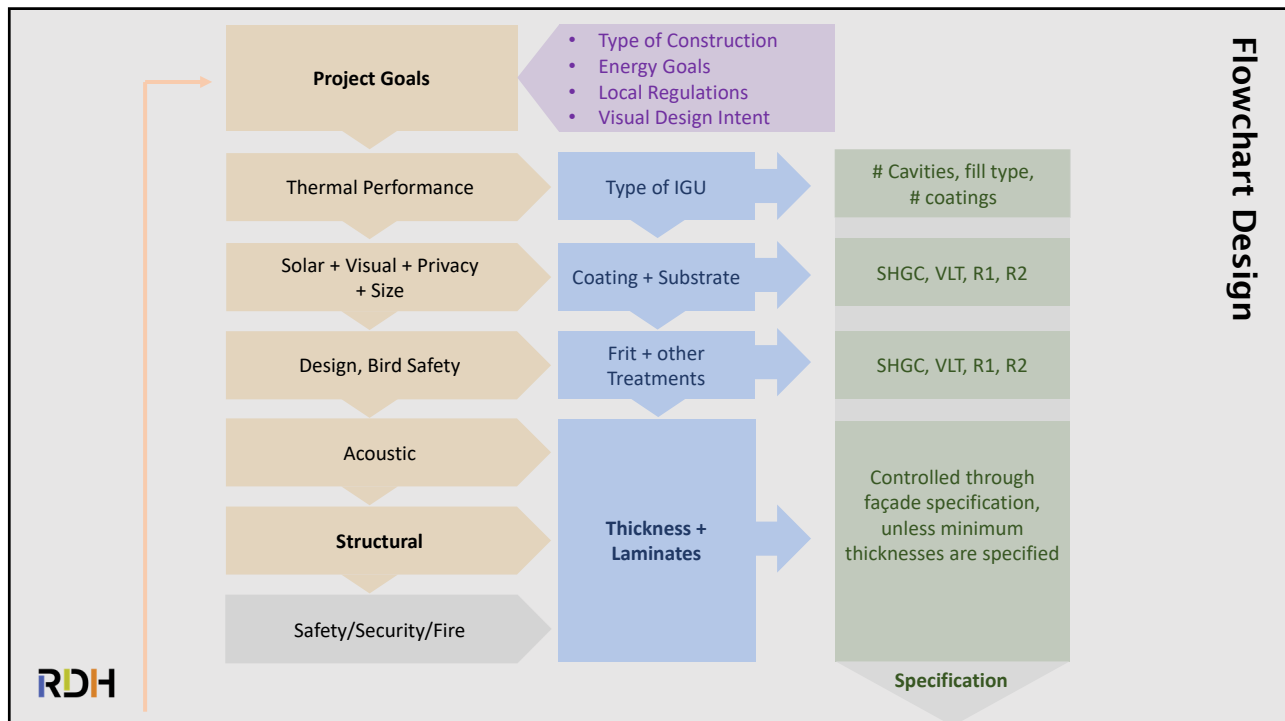 Flowchart Design
Project Goals
• Type of Construction
• Energy Goals
• Local Regulations
• Visual Design Intent
Thermal Performance
Type of IGU
# Cavities, fill type,
# coatings
Solar + Visual + Privacy
+ Size
Coating + Substrate
SHGC, VLT, R1, R2
Design, Bird Safety
Frit + other
Treatments
SHGC, VLT, R1, R2
Acoustic
Structural
Safety/Security/Fire
Thickness +
Laminates
Controlled through
façade specification,
unless minimum
thicknesses are specified
Specification
RDH